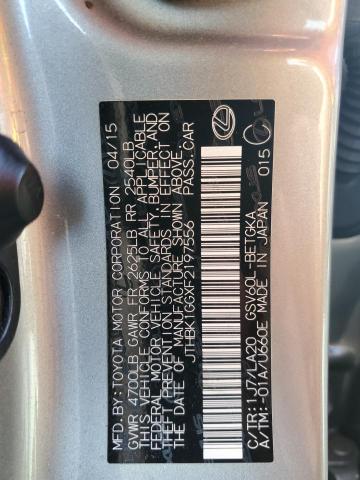 MFD.BY:TOYOTA MOTOR CORPORATION 04/15
GVWR 4700LB GAWR FR 2625LB RR 2540LB
THIS VEHICLE CONFORMS TO ALL APPLICABLE
FEDERAL MOTOR VEHICLE SAFETY, BUMPER, AND
THEFT PREVENTION STANDARDS IN EFFECT ON
THE DATE OF MANUFACTURE SHOWN ABOVE.
JTHBK1GGXF2197556 PASS.CAR
C/TR:1J7/LA20 GSV60L-BETGKA
A/TM:-01A/U660E MADE IN JAPAN 015